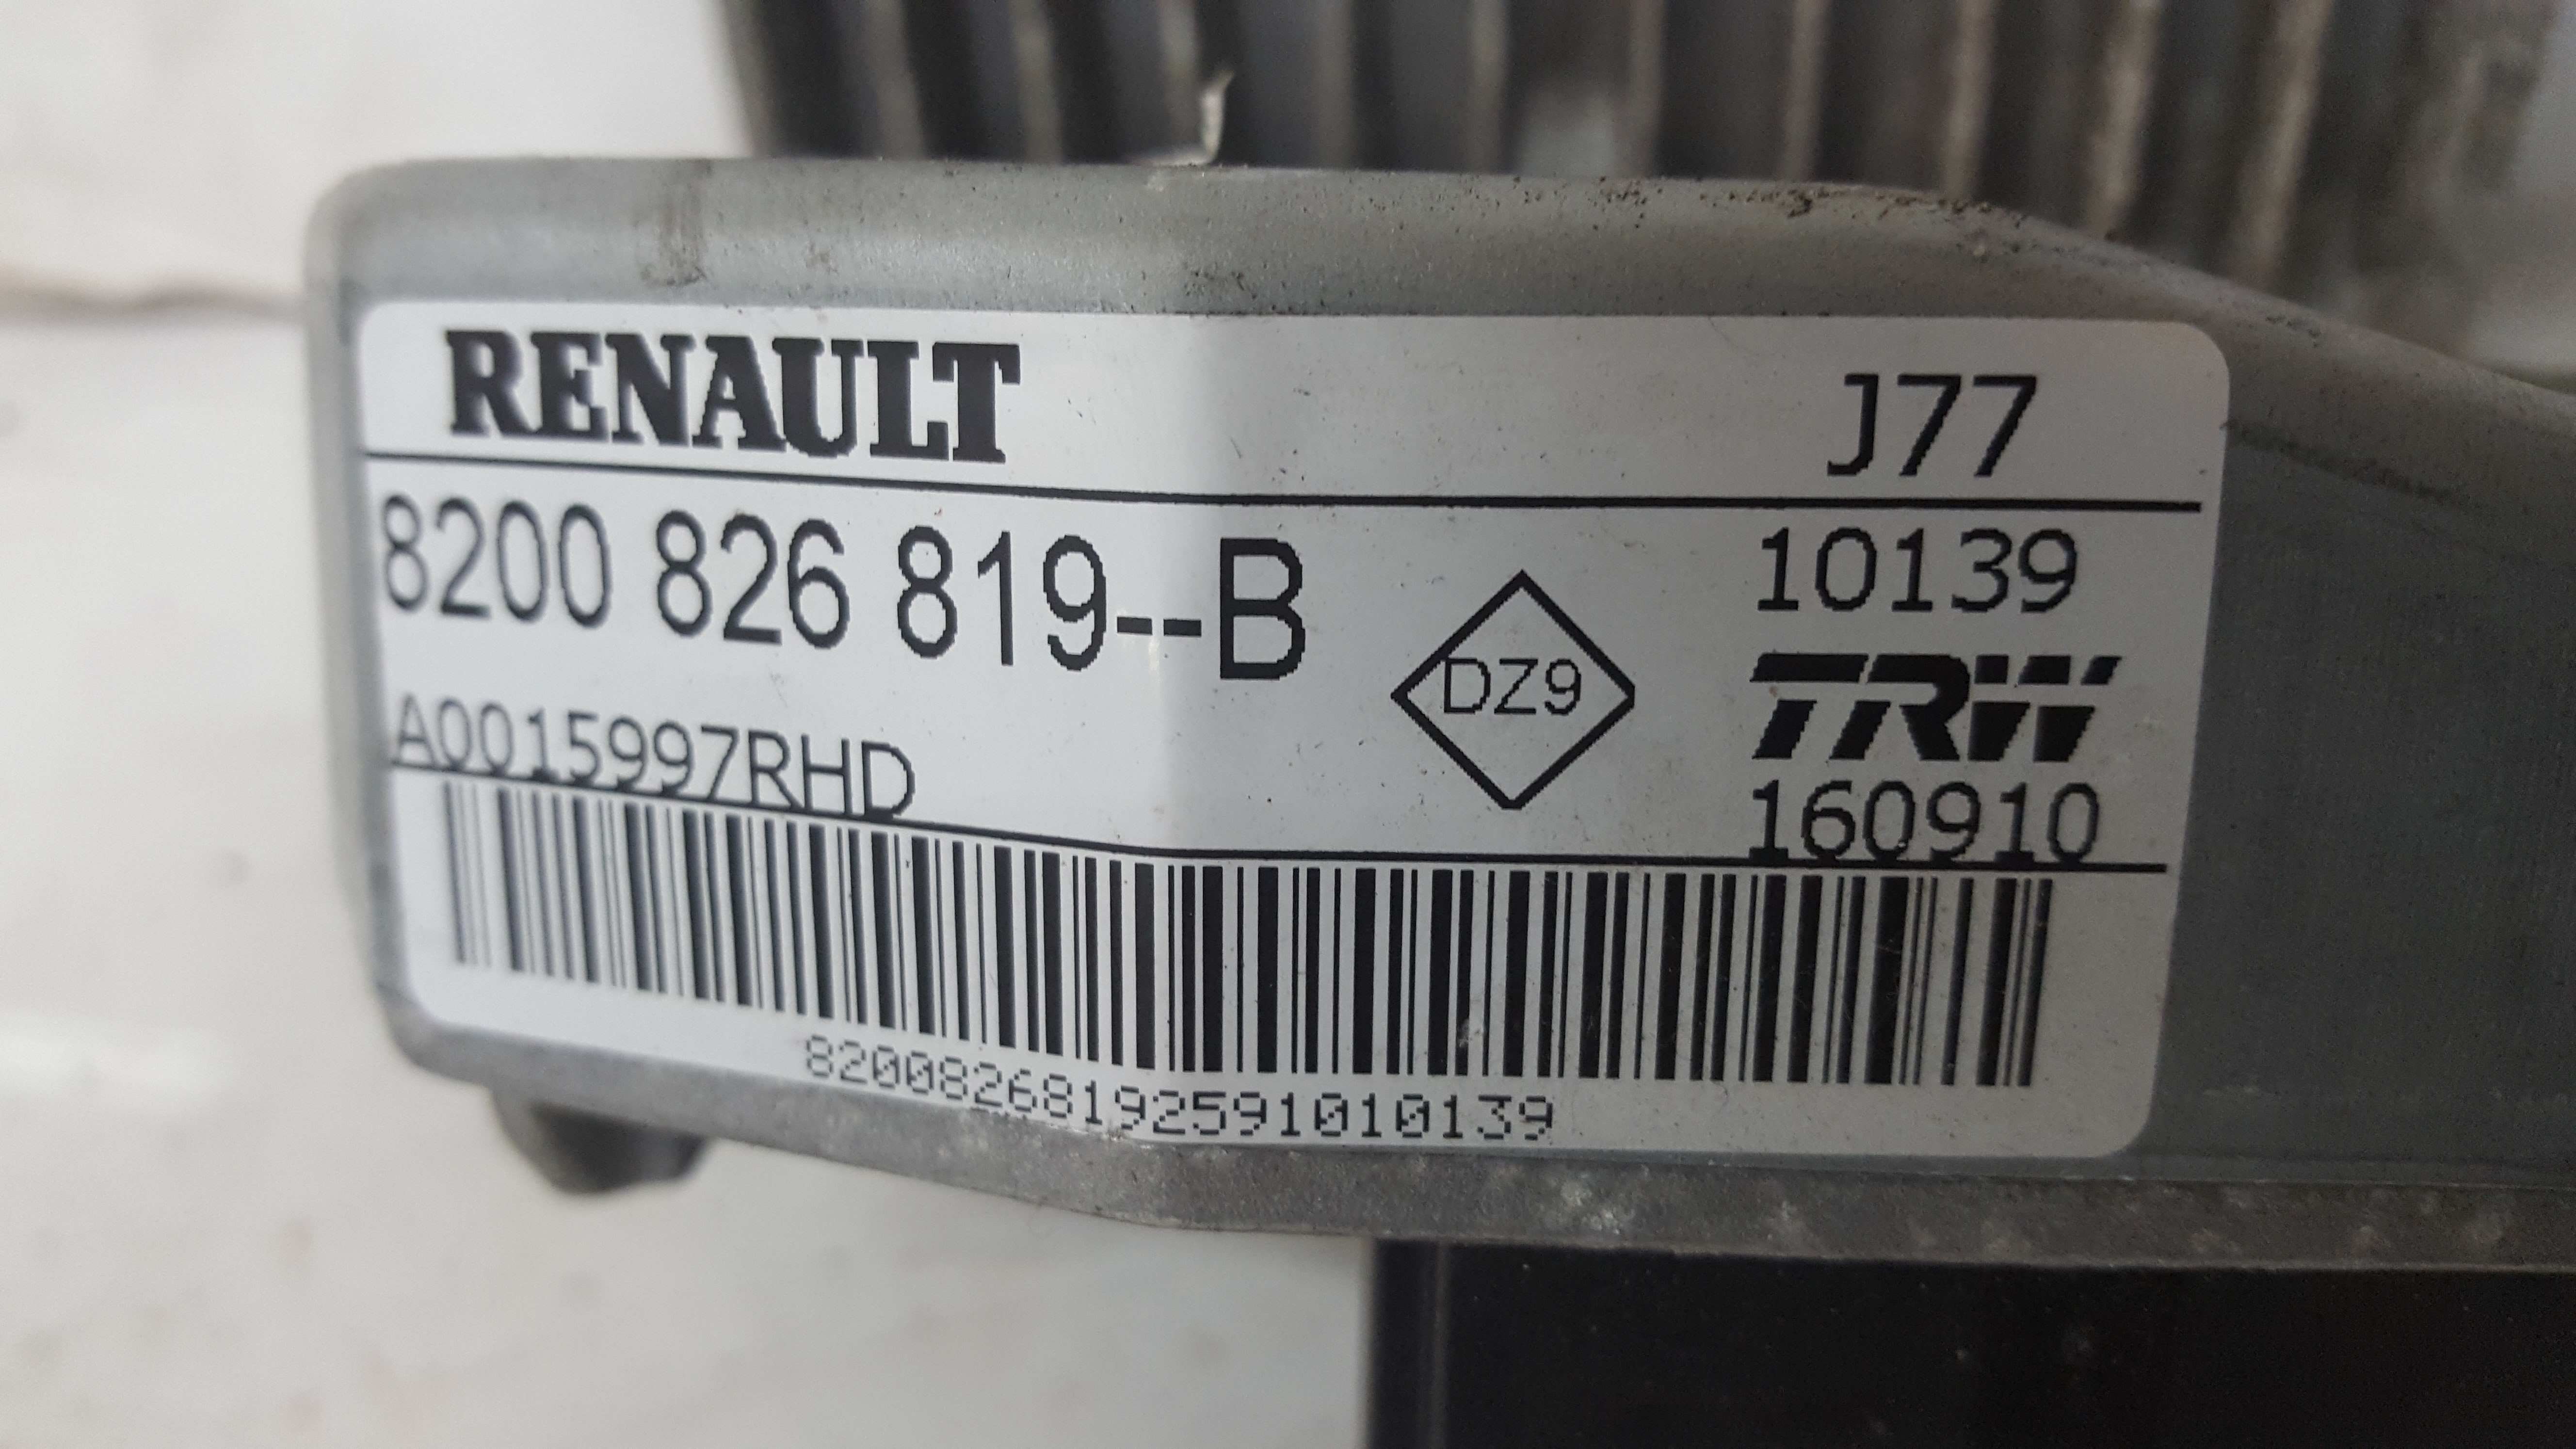 RENAULT
J77
8200 826 819--B
DZ9
10139
TRW
A0015997RHD
160910
820082681925910​10139